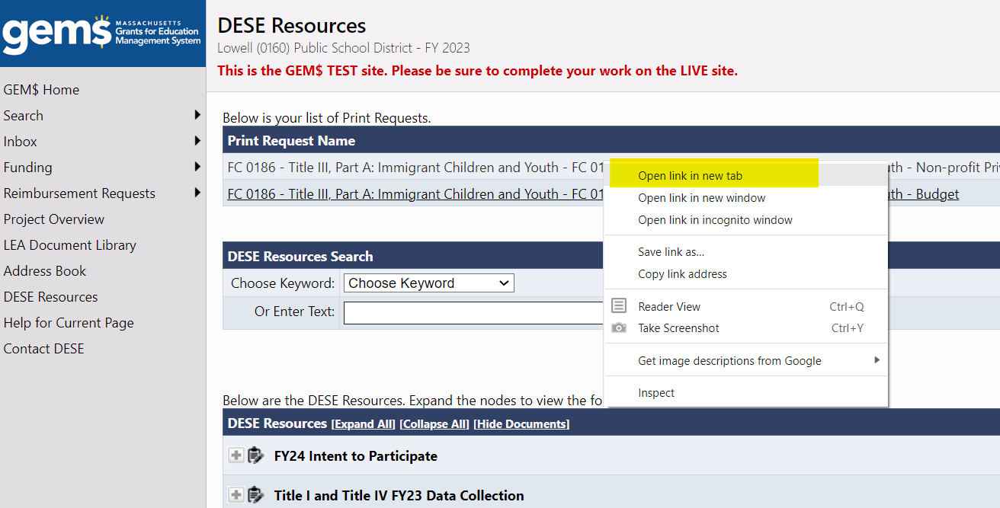 gem$
MASSACHUSETTS
Grants for Education
Management System
DESE Resources
Lowell (0160) Public School District - FY 2023
This is the GEM$ TEST site. Please be sure to complete your work on the LIVE site.
GEM$ Home
Search
Inbox
Funding
Reimbursement Requests
Project Overview
LEA Document Library
Address Book
DESE Resources
Help for Current Page
Contact DESE
Below is your list of Print Requests.
Print Request Name
FC 0186 - Title III, Part A: Immigrant Children and Youth - FC 01 uth - Non-profit Pri
FC 0186 - Title III, Part A: Immigrant Children and Youth - FC 01 uth - Budget
Open link in new tab
Open link in new window
Open link in incognito window
Save link as...
Copy link address
Reader View Ctrl+Q
Take Screenshot Ctrl+Y
Get image descriptions from Google
Inspect
DESE Resources Search
Choose Keyword: Choose Keyword
Or Enter Text:
Below are the DESE Resources. Expand the nodes to view the fo
DESE Resources [Expand All] [Collapse All] [Hide Documents]
FY24 Intent to Participate
Title I and Title IV FY23 Data Collection